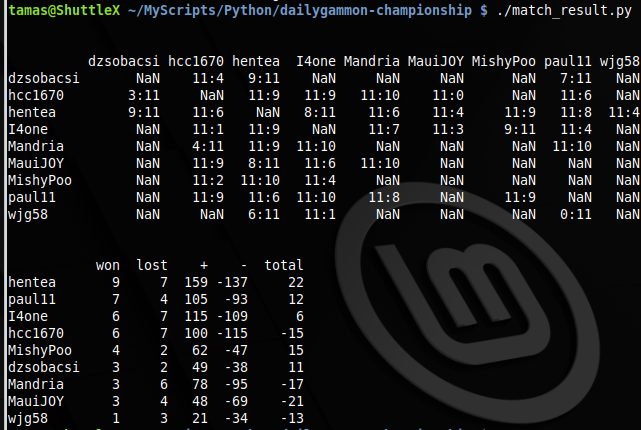 tamas@ShuttleX ~/MyScripts/Python/dailygammon-championship $ ./match_result.py
dzsobacsi hcc1670 hentea I4one Mandria MauiJOY MishyPoo paul11 wjg58
dzsobacsi NaN 11:4 9:11 NaN NaN NaN NaN 7:11 NaN
hcc1670 3:11 NaN 11:9 11:9 11:10 11:0 NaN 11:6 NaN
hentea 9:11 11:6 NaN 8:11 11:6 11:4 11:9 11:8 11:4
I4one NaN 11:1 11:9 NaN 11:7 11:3 9:11 11:4 NaN
Mandria NaN 4:11 11:9 11:10 NaN NaN NaN 11:10 NaN
MauiJOY NaN 11:9 8:11 11:6 11:10 NaN NaN NaN NaN
MishyPoo NaN 11:2 11:10 11:4 NaN NaN NaN NaN NaN
paul11 NaN 11:9 11:6 11:10 11:8 NaN 11:9 NaN NaN
wjg58 NaN NaN 6:11 11:1 NaN NaN NaN 0:11 NaN
won lost + - total
hentea 9 7 159 -137 22
paul11 7 4 105 -93 12
I4one 6 7 115 -109 6
hcc1670 6 7 100 -115 -15
MishyPoo 4 2 62 -47 15
dzsobacsi 3 2 49 -38 11
Mandria 3 6 78 -95 -17
MauiJOY 3 4 48 -69 -21
wjg58 1 3 21 -34 -13